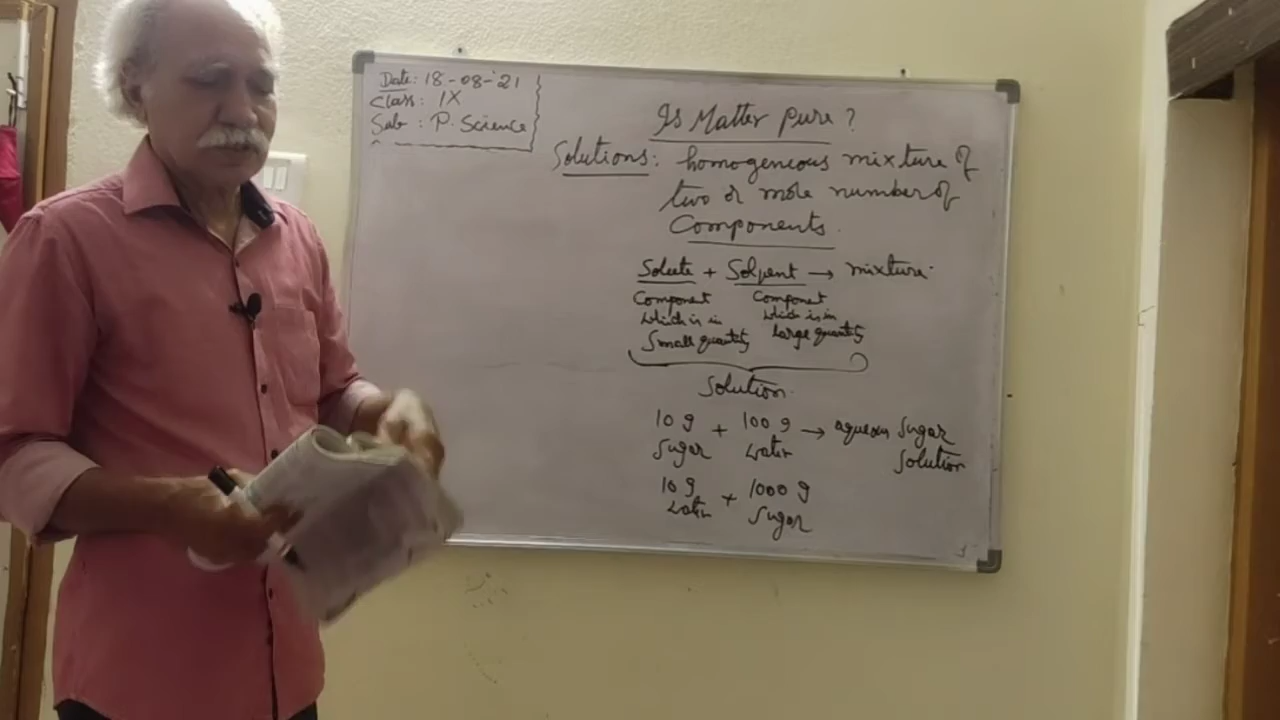 Date: 18-08-'21
Class: IX
Sub: P. Science
Is Matter Pure?
Solutions: homogeneous mixture of
two or more number of
Components.
Solute + Solvent → mixture.
Component Component
which is in which is in
Small quantity large quantity
Solution.
10 g + 100 g → aqueous Sugar
Sugar Water Solution
10 g + 1000 g
Water Sugar